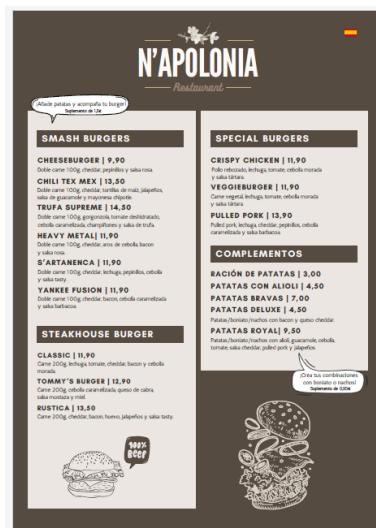 N'APOLONIA
Restaurant
¡Añade patatas y acompaña tu burger!
Suplemento de 1,5€
SMASH BURGERS
CHEESEBURGER | 9,90
Doble carne 100g, cheddar, pepinillos y salsa rosa.
CHILI TEX MEX | 13,50
Doble carne 100g, cheddar, tortillas de maíz, jalapeños,
salsa de guacamole y mayonesa chipotle.
TRUFA SUPREME | 14,50
Doble carne 100g, gorgonzola, tomate deshidratado,
cebolla caramelizada, champiñones y salsa de trufa.
HEAVY METAL| 11,90
Doble carne 100g, cheddar, aros de cebolla, bacon
y salsa rosa.
S'ARTANENCA | 11,90
Doble carne 100g, cheddar, lechuga, pepinillos, cebolla
y salsa tasty.
YANKEE FUSION | 11,90
Doble carne 100g, cheddar, bacon, cebolla caramelizada
y salsa barbacoa.
STEAKHOUSE BURGER
CLASSIC | 11,90
Carne 200g, lechuga, tomate, cheddar, bacon y cebolla
morada.
TOMMY'S BURGER | 12,90
Carne 200g, cebolla caramelizada, queso de cabra,
salsa mostaza y miel.
RUSTICA | 13,50
Carne 200g, cheddar, bacon, huevo, jalapeños y salsa tasty.
100%
BEEF
SPECIAL BURGERS
CRISPY CHICKEN | 11,90
Pollo rebozado, lechuga, tomate, cebolla morada
y salsa tártara.
VEGGIEBURGER | 11,90
Carne vegetal, lechuga, tomate, cebolla morada
y salsa tártara.
PULLED PORK | 13,90
Pulled pork, lechuga, cheddar, pepinillos, cebolla
caramelizada y salsa barbacoa.
COMPLEMENTOS
RACIÓN DE PATATAS | 3,00
PATATAS CON ALIOLI | 4,50
PATATAS BRAVAS | 7,00
PATATAS DELUXE | 4,50
Patatas/boniato/nachos con bacon y queso cheddar.
PATATAS ROYAL| 9,50
Patatas/boniato/nachos con alioli, guacamole, cebolla,
tomate, salsa cheddar, pulled pork y jalapeños.
¡Crea tus combinaciones
con boniato o nachos!
Suplemento de 0,50€